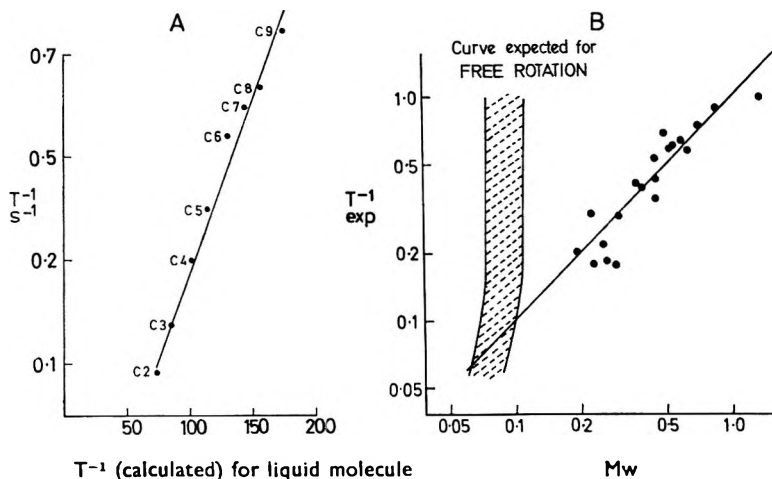 A
0·7
0·5
T⁻¹
S⁻¹
0·2
0·1
C9
C8
C7
C6
C5
C4
C3
C2
50 100 150 200
T⁻¹ (calculated) for liquid molecule
B
Curve expected for
FREE ROTATION
1·0
0·5
T⁻¹
exp
0·2
0·1
0·05
0·05 0·1 0·2 0·5 1·0
Mw